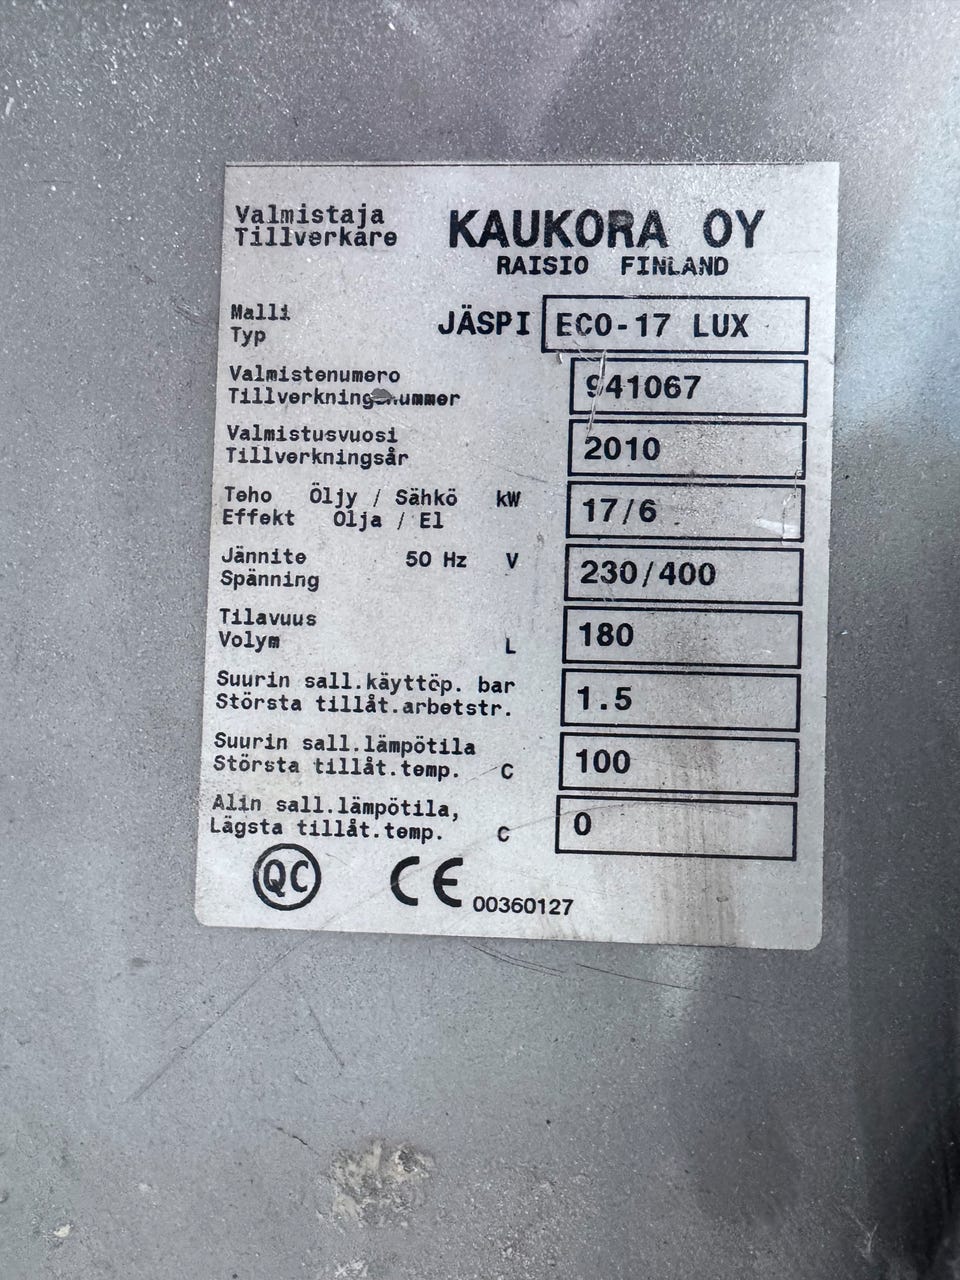 Valmistaja KAUKORA OY
Tillverkare RAISIO FINLAND
Malli JÄSPI ECO-17 LUX
Typ
Valmistenumero 941067
Tillverkningsnummer
Valmistusvuosi 2010
Tillverkningsår
Teho Öljy / Sähkö kW 17/6
Effekt Olja / El
Jännite 50 Hz V 230/400
Spänning
Tilavuus 180
Volym L
Suurin sall.käyttöp. bar 1.5
Största tillåt.arbetstr.
Suurin sall.lämpötila 100
Största tillåt.temp. C
Alin sall.lämpötila, 0
Lägsta tillåt.temp. C
QC CE 00360127